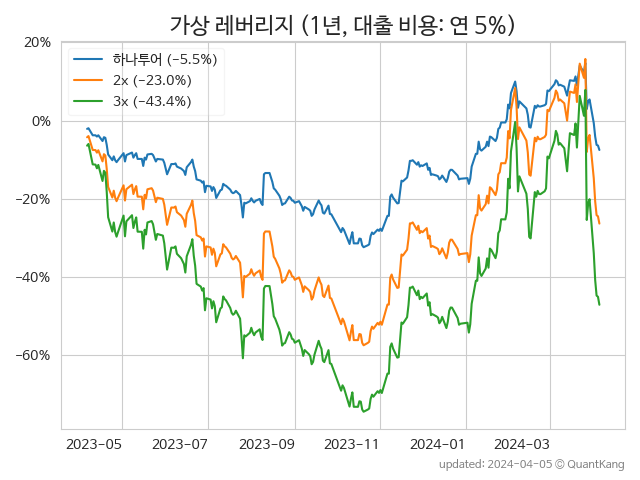 가상 레버리지 (1년, 대출 비용: 연 5%)
20%
0%
−20%
−40%
−60%
하나투어 (−5.5%)
2x (−23.0%)
3x (−43.4%)
2023-05 2023-07 2023-09 2023-11 2024-01 2024-03
updated: 2024-04-05 © QuantKang